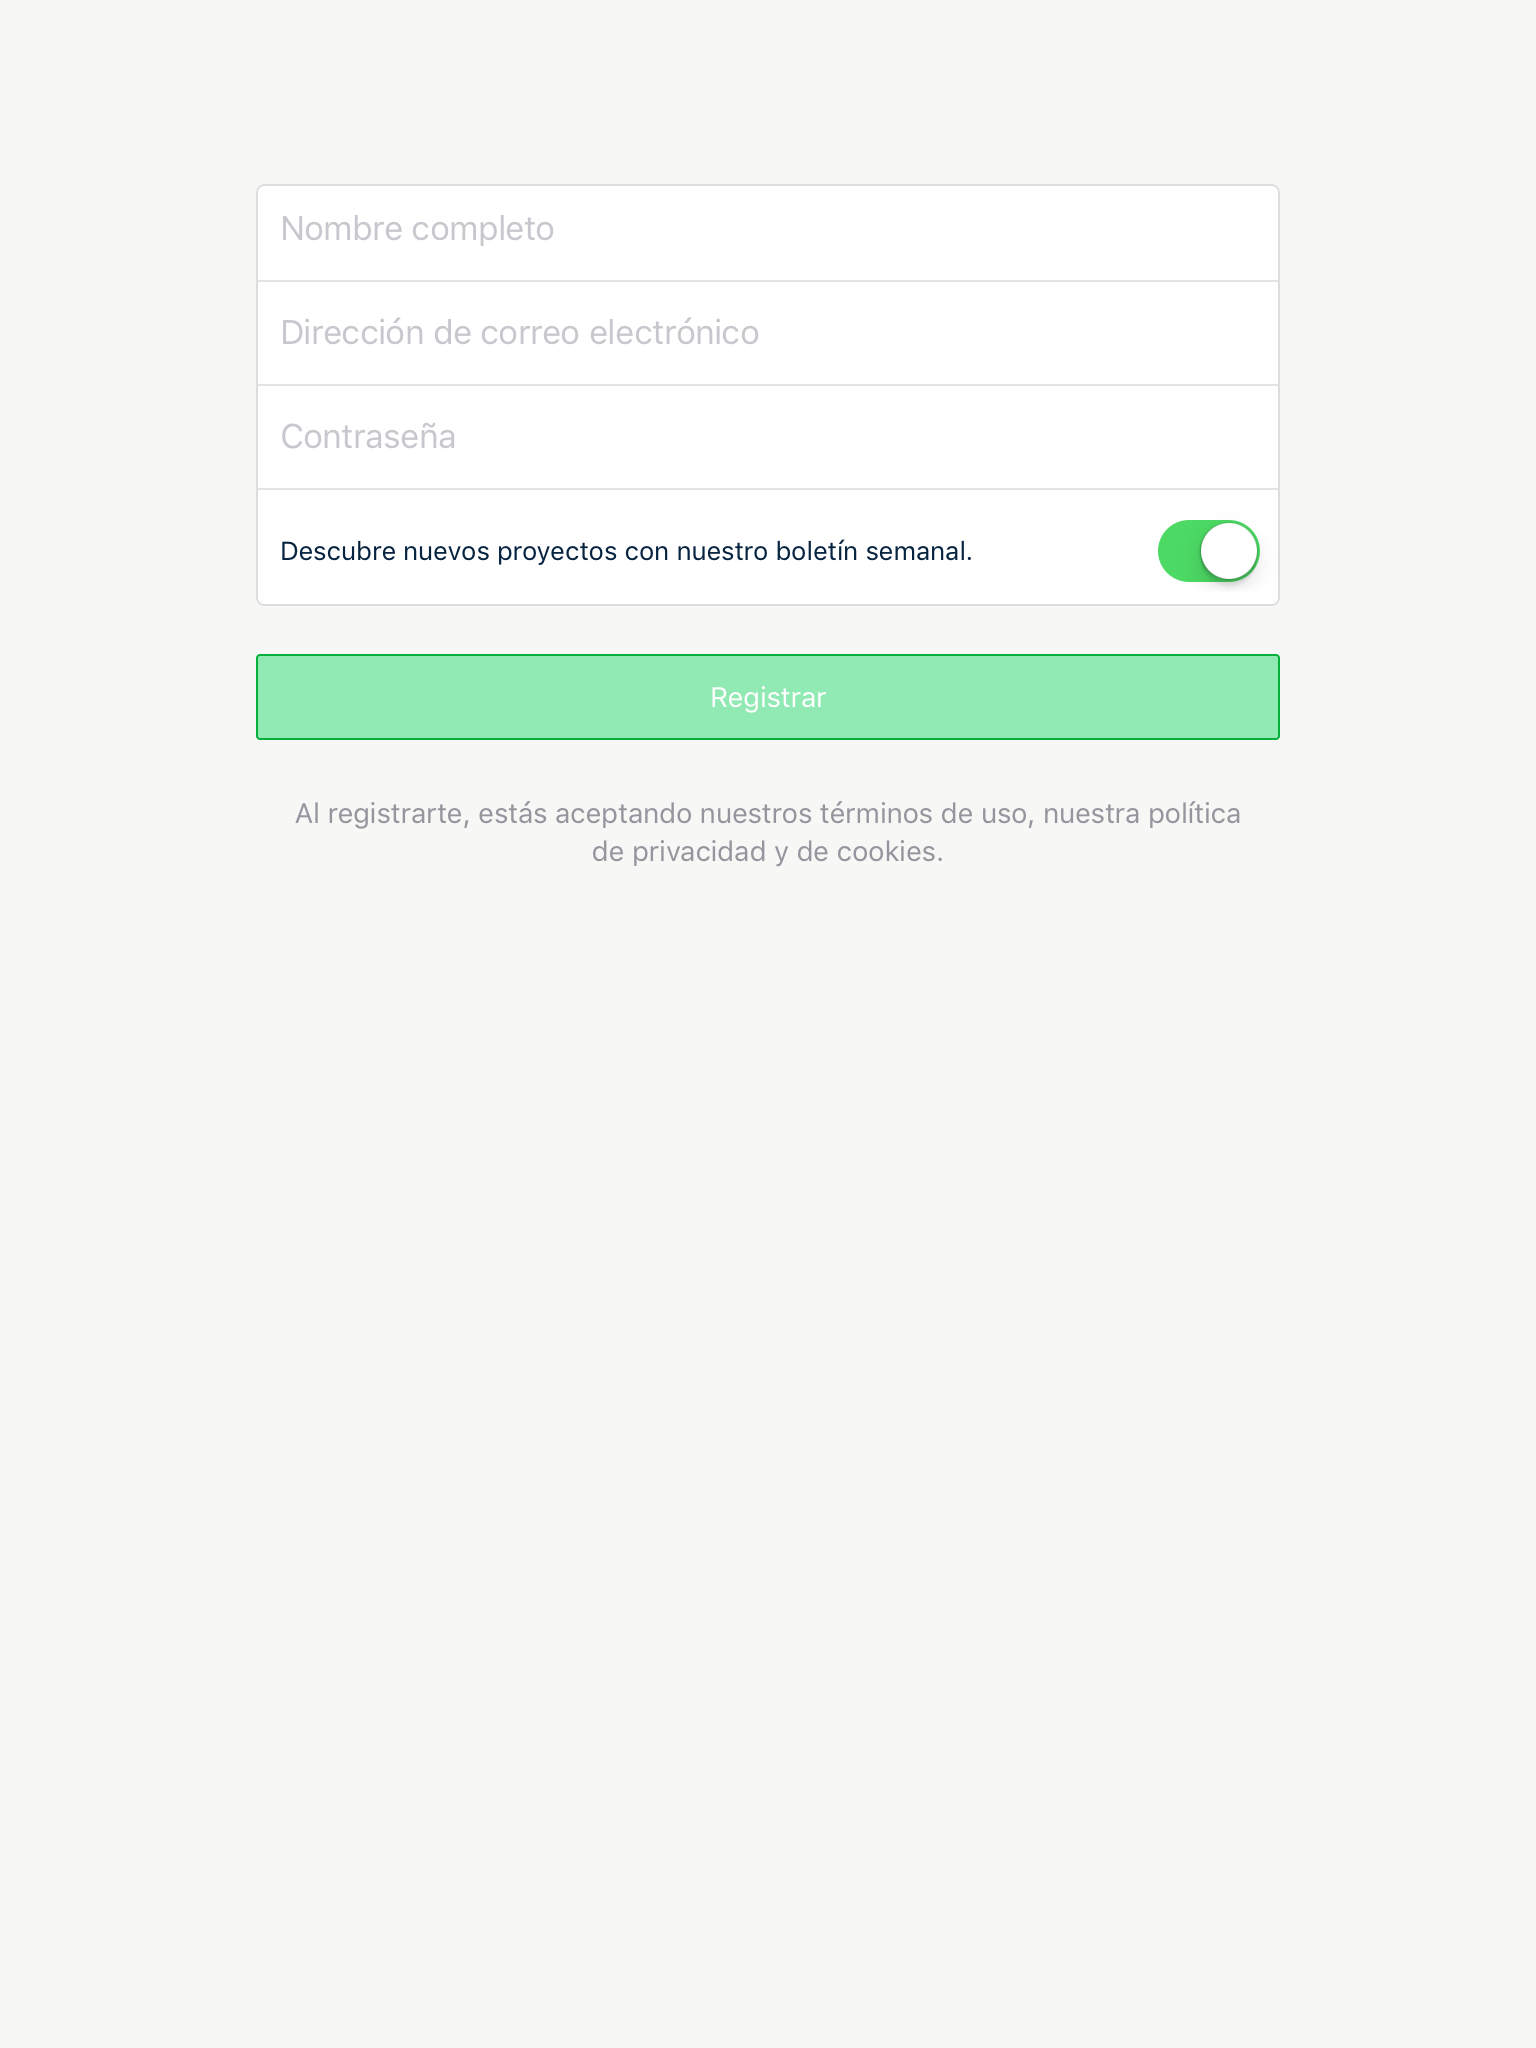 Nombre completo
Dirección de correo electrónico
Contraseña
Descubre nuevos proyectos con nuestro boletín semanal.
Registrar
Al registrarte, estás aceptando nuestros términos de uso, nuestra política
de privacidad y de cookies.